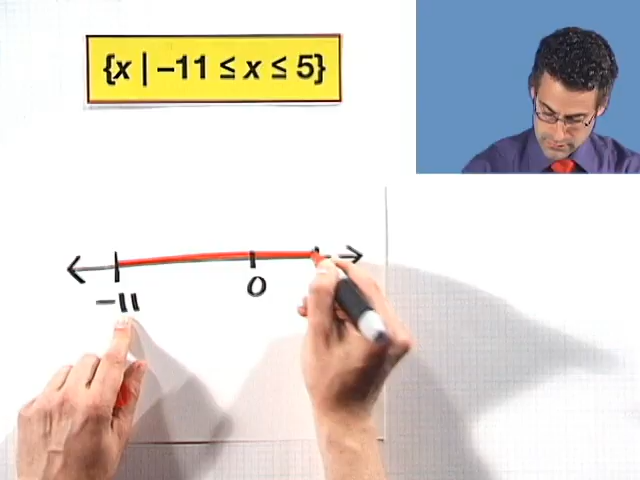 {x | –11 ≤ x ≤ 5}
–11 0